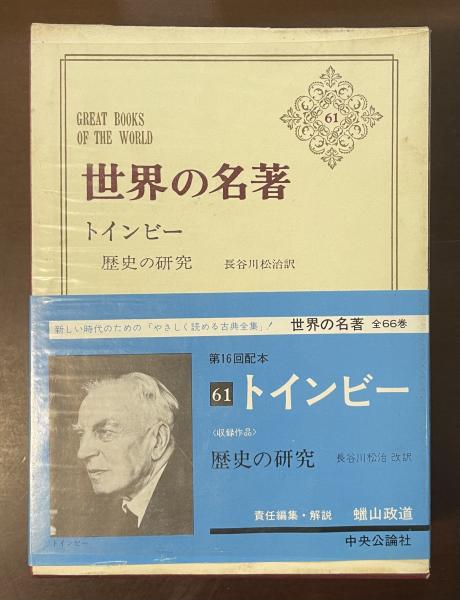 GREAT BOOKS
OF THE WORLD
61
世界の名著
トインビー
歴史の研究 長谷川松治訳
新しい時代のための「やさしく読める古典全集」! 世界の名著 全66巻
第16回配本
61 トインビー
〈収録作品〉
歴史の研究 長谷川松治 改訳
責任編集・解説 蠟山政道
中央公論社
トインビー